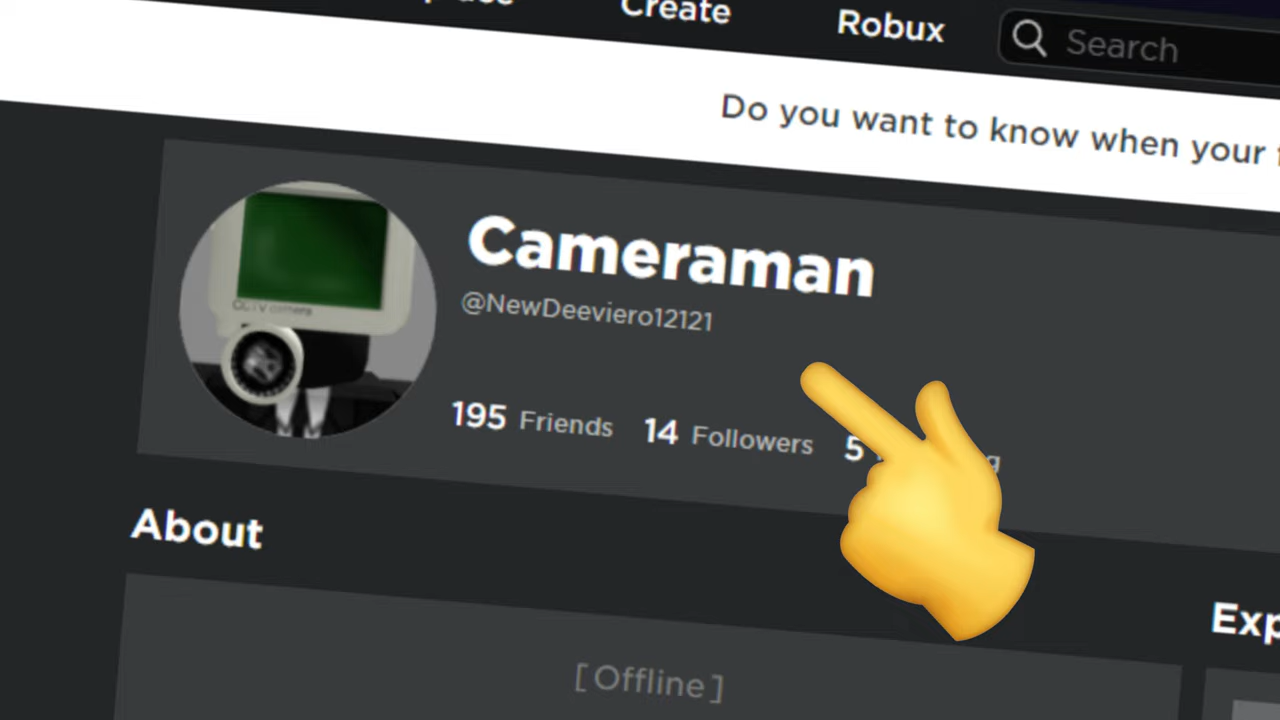 Create
Robux
Search
Do you want to know when your
Cameraman
@NewDeeviero12121
195 Friends 14 Followers 5
About
[ Offline ]